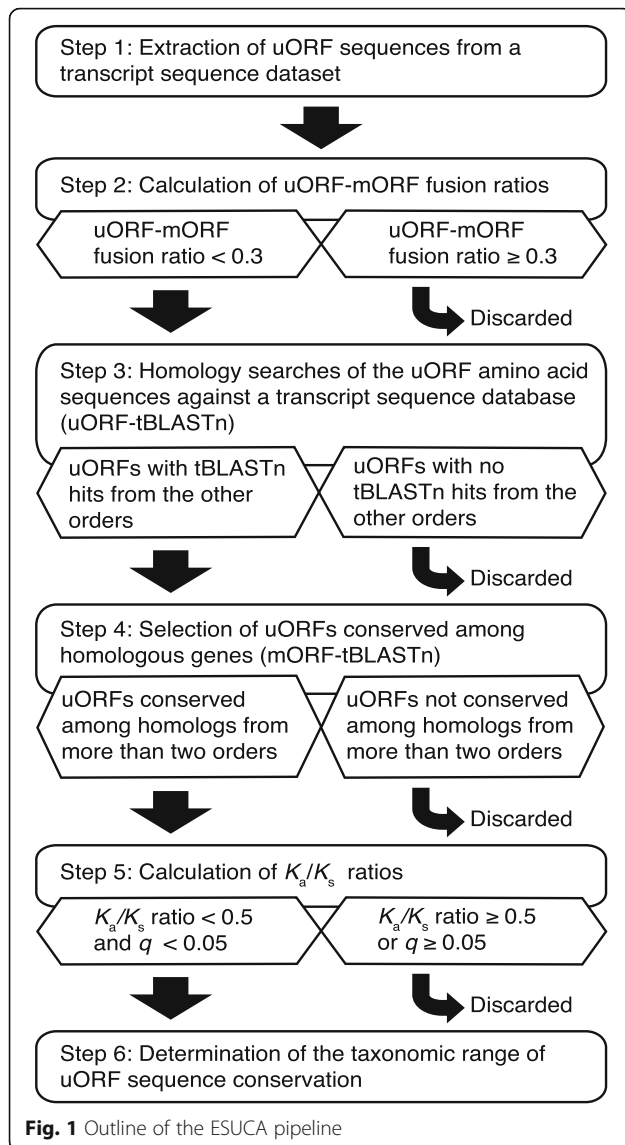 Step 1: Extraction of uORF sequences from a
transcript sequence dataset
Step 2: Calculation of uORF-mORF fusion ratios
uORF-mORF
fusion ratio < 0.3
uORF-mORF
fusion ratio ≥ 0.3
Discarded
Step 3: Homology searches of the uORF amino acid
sequences against a transcript sequence database
(uORF-tBLASTn)
uORFs with tBLASTn
hits from the other
orders
uORFs with no
tBLASTn hits from the
other orders
Discarded
Step 4: Selection of uORFs conserved among
homologous genes (mORF-tBLASTn)
uORFs conserved
among homologs from
more than two orders
uORFs not conserved
among homologs from
more than two orders
Discarded
Step 5: Calculation of Ka/Ks ratios
Ka/Ks ratio < 0.5
and q < 0.05
Ka/Ks ratio ≥ 0.5
or q ≥ 0.05
Discarded
Step 6: Determination of the taxonomic range of
uORF sequence conservation
Fig. 1 Outline of the ESUCA pipeline